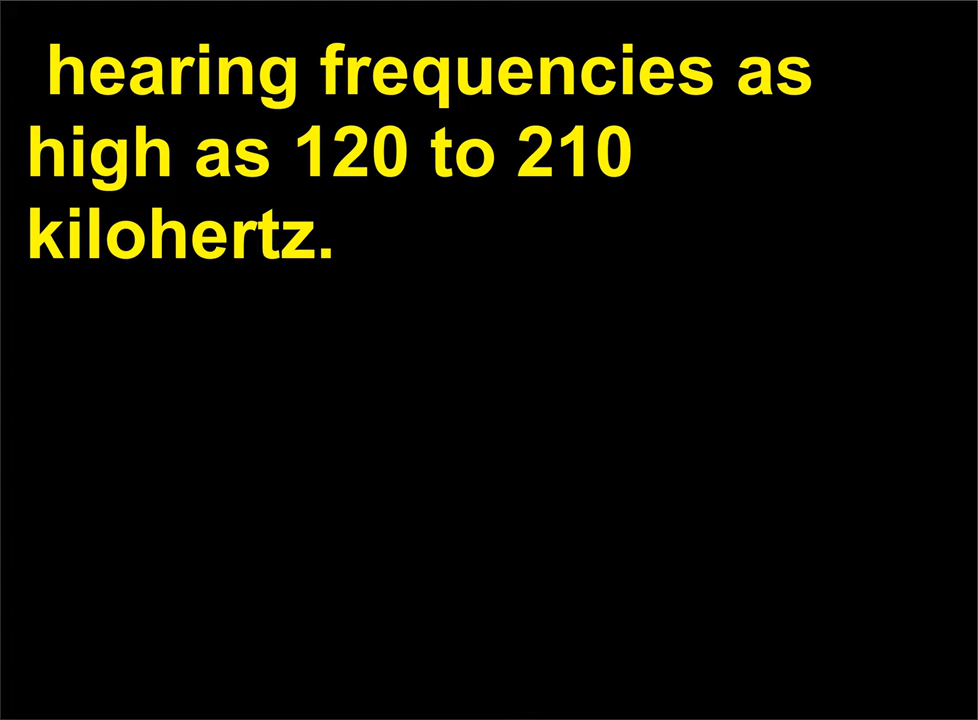 hearing frequencies as
high as 120 to 210
kilohertz.